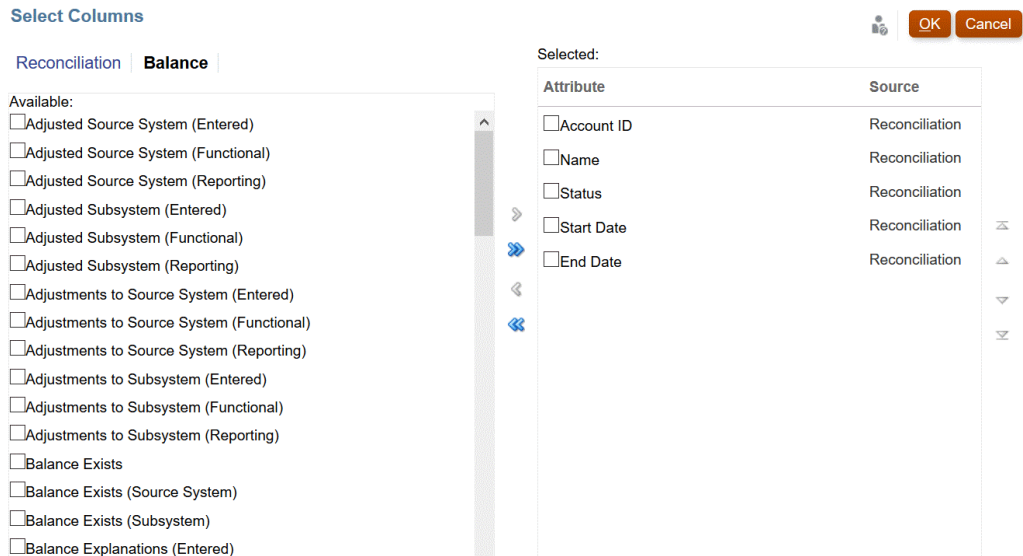 Select Columns
OK Cancel
Reconciliation Balance
Available:
Adjusted Source System (Entered)
Adjusted Source System (Functional)
Adjusted Source System (Reporting)
Adjusted Subsystem (Entered)
Adjusted Subsystem (Functional)
Adjusted Subsystem (Reporting)
Adjustments to Source System (Entered)
Adjustments to Source System (Functional)
Adjustments to Source System (Reporting)
Adjustments to Subsystem (Entered)
Adjustments to Subsystem (Functional)
Adjustments to Subsystem (Reporting)
Balance Exists
Balance Exists (Source System)
Balance Exists (Subsystem)
Balance Explanations (Entered)
Selected:
Attribute Source
Account ID Reconciliation
Name Reconciliation
Status Reconciliation
Start Date Reconciliation
End Date Reconciliation